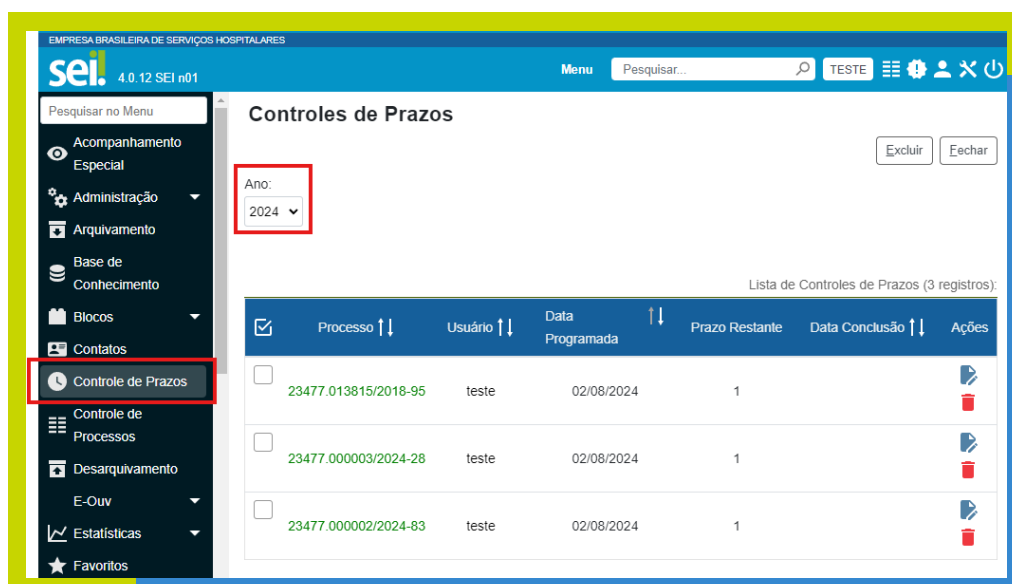 EMPRESA BRASILEIRA DE SERVIÇOS HOSPITALARES
sei! 4.0.12 SEI n01
Menu Pesquisar... TESTE
Pesquisar no Menu
Acompanhamento
Especial
Administração
Arquivamento
Base de
Conhecimento
Blocos
Contatos
Controle de Prazos
Controle de
Processos
Desarquivamento
E-Ouv
Estatísticas
Favoritos
Controles de Prazos
Excluir Fechar
Ano:
2024
Lista de Controles de Prazos (3 registros):
Processo Usuário Data Programada Prazo Restante Data Conclusão Ações
23477.013815/2018-95 teste 02/08/2024 1
23477.000003/2024-28 teste 02/08/2024 1
23477.000002/2024-83 teste 02/08/2024 1